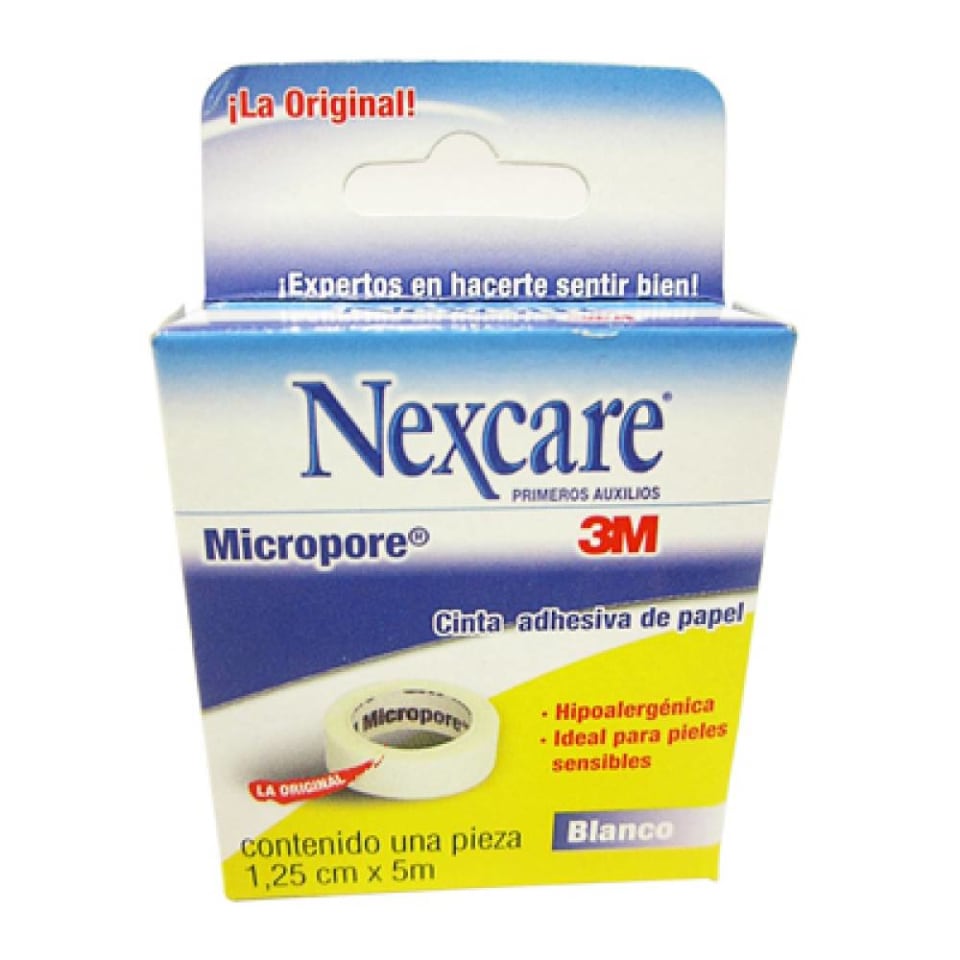 ¡La Original!
¡Expertos en hacerte sentir bien!
Nexcare®
PRIMEROS AUXILIOS
Micropore®
3M
Cinta adhesiva de papel
Micropore®
LA ORIGINAL
• Hipoalergénica
• Ideal para pieles
sensibles
Blanco
contenido una pieza
1,25 cm x 5m